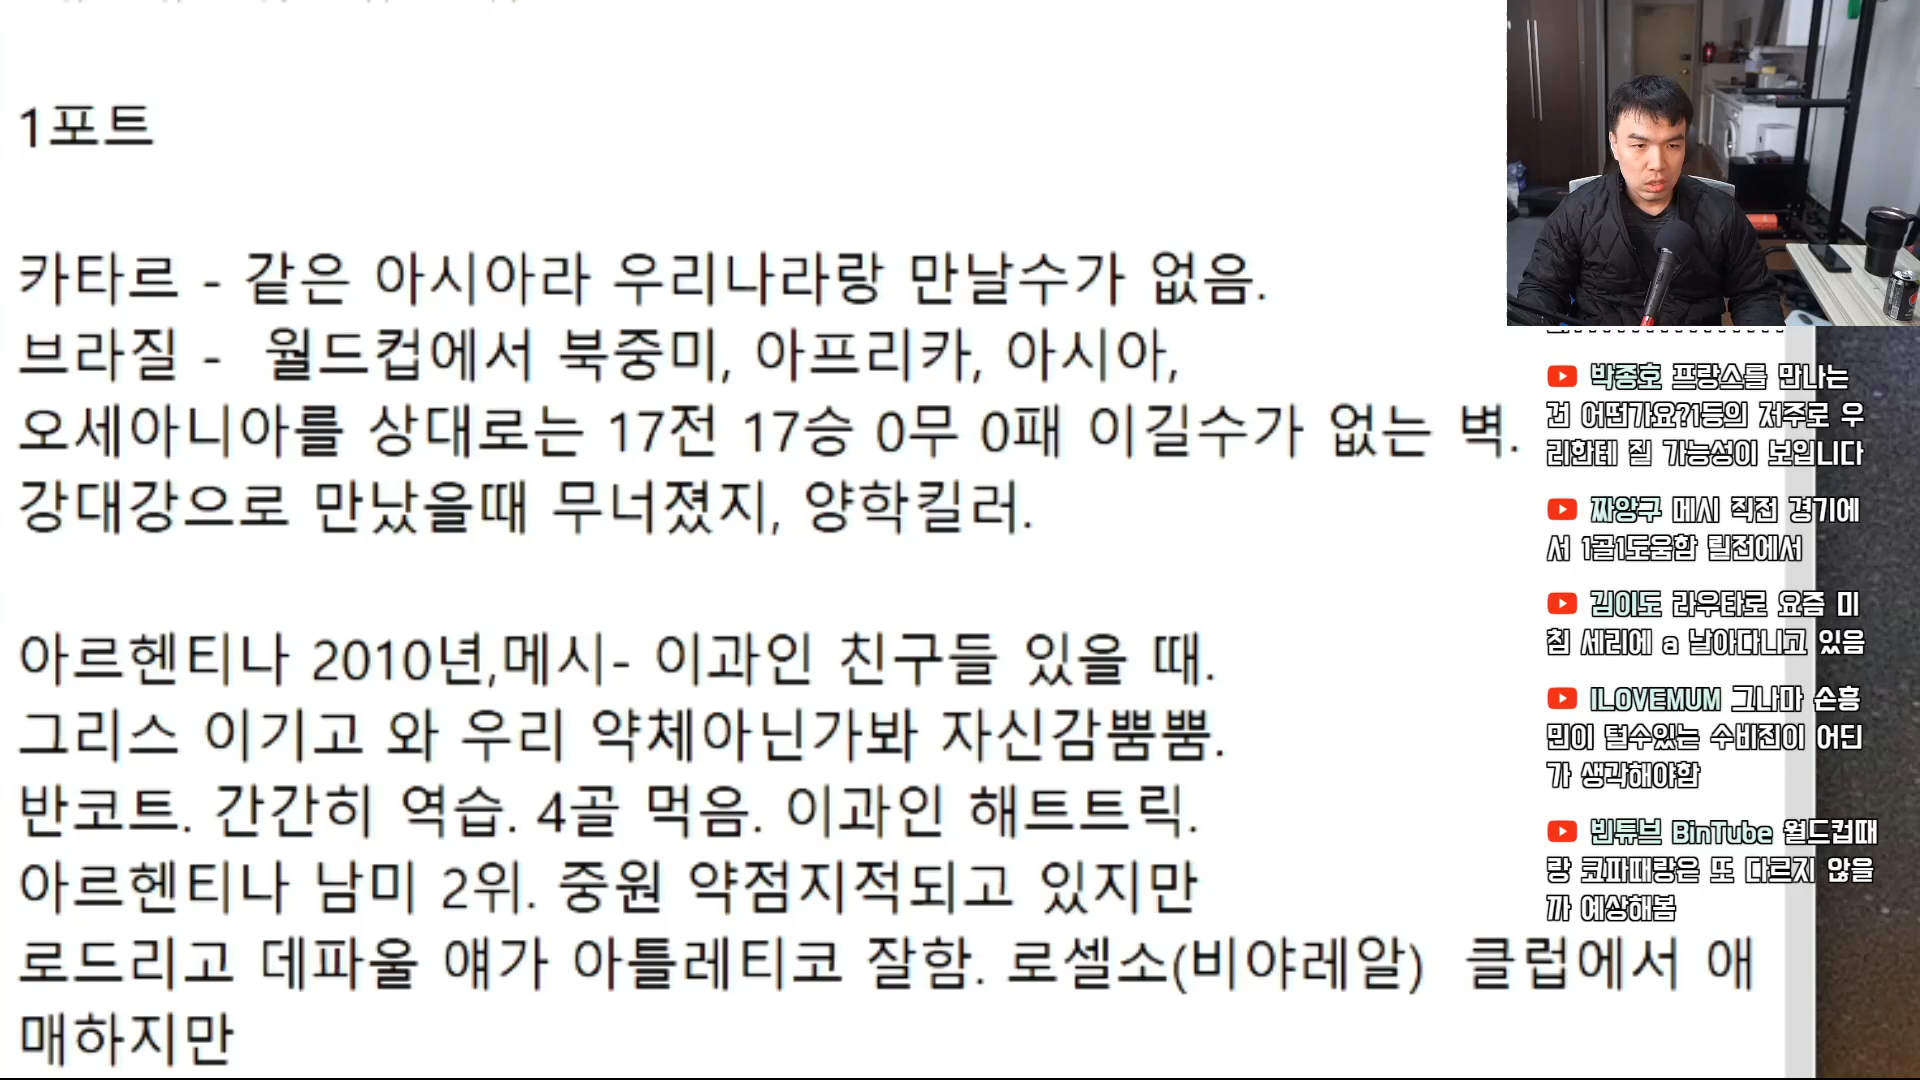 1포트
카타르 - 같은 아시아라 우리나라랑 만날수가 없음.
브라질 - 월드컵에서 북중미, 아프리카, 아시아,
오세아니아를 상대로는 17전 17승 0무 0패 이길수가 없는 벽.
강대강으로 만났을때 무너졌지, 양학킬러.
아르헨티나 2010년,메시- 이과인 친구들 있을 때.
그리스 이기고 와 우리 약체아닌가봐 자신감뿜뿜.
반코트. 간간히 역습. 4골 먹음. 이과인 해트트릭.
아르헨티나 남미 2위. 중원 약점지적되고 있지만
로드리고 데파울 얘가 아틀레티코 잘함. 로셀소(비야레알) 클럽에서 애
매하지만
박종호 프랑스를 만나는
건 어떤가요?1등의 저주로 우
리한테 질 가능성이 보입니다
짜앙구 메시 직전 경기에
서 1골1도움함 릴전에서
김이도 라우타로 요즘 미
침 세리에 a 날아다니고 있음
ILOVEMUM 그나마 손흥
민이 털수있는 수비진이 어딘
가 생각해야함
빈튜브 BinTube 월드컵때
랑 코파때랑은 또 다르지 않을
까 예상해봄